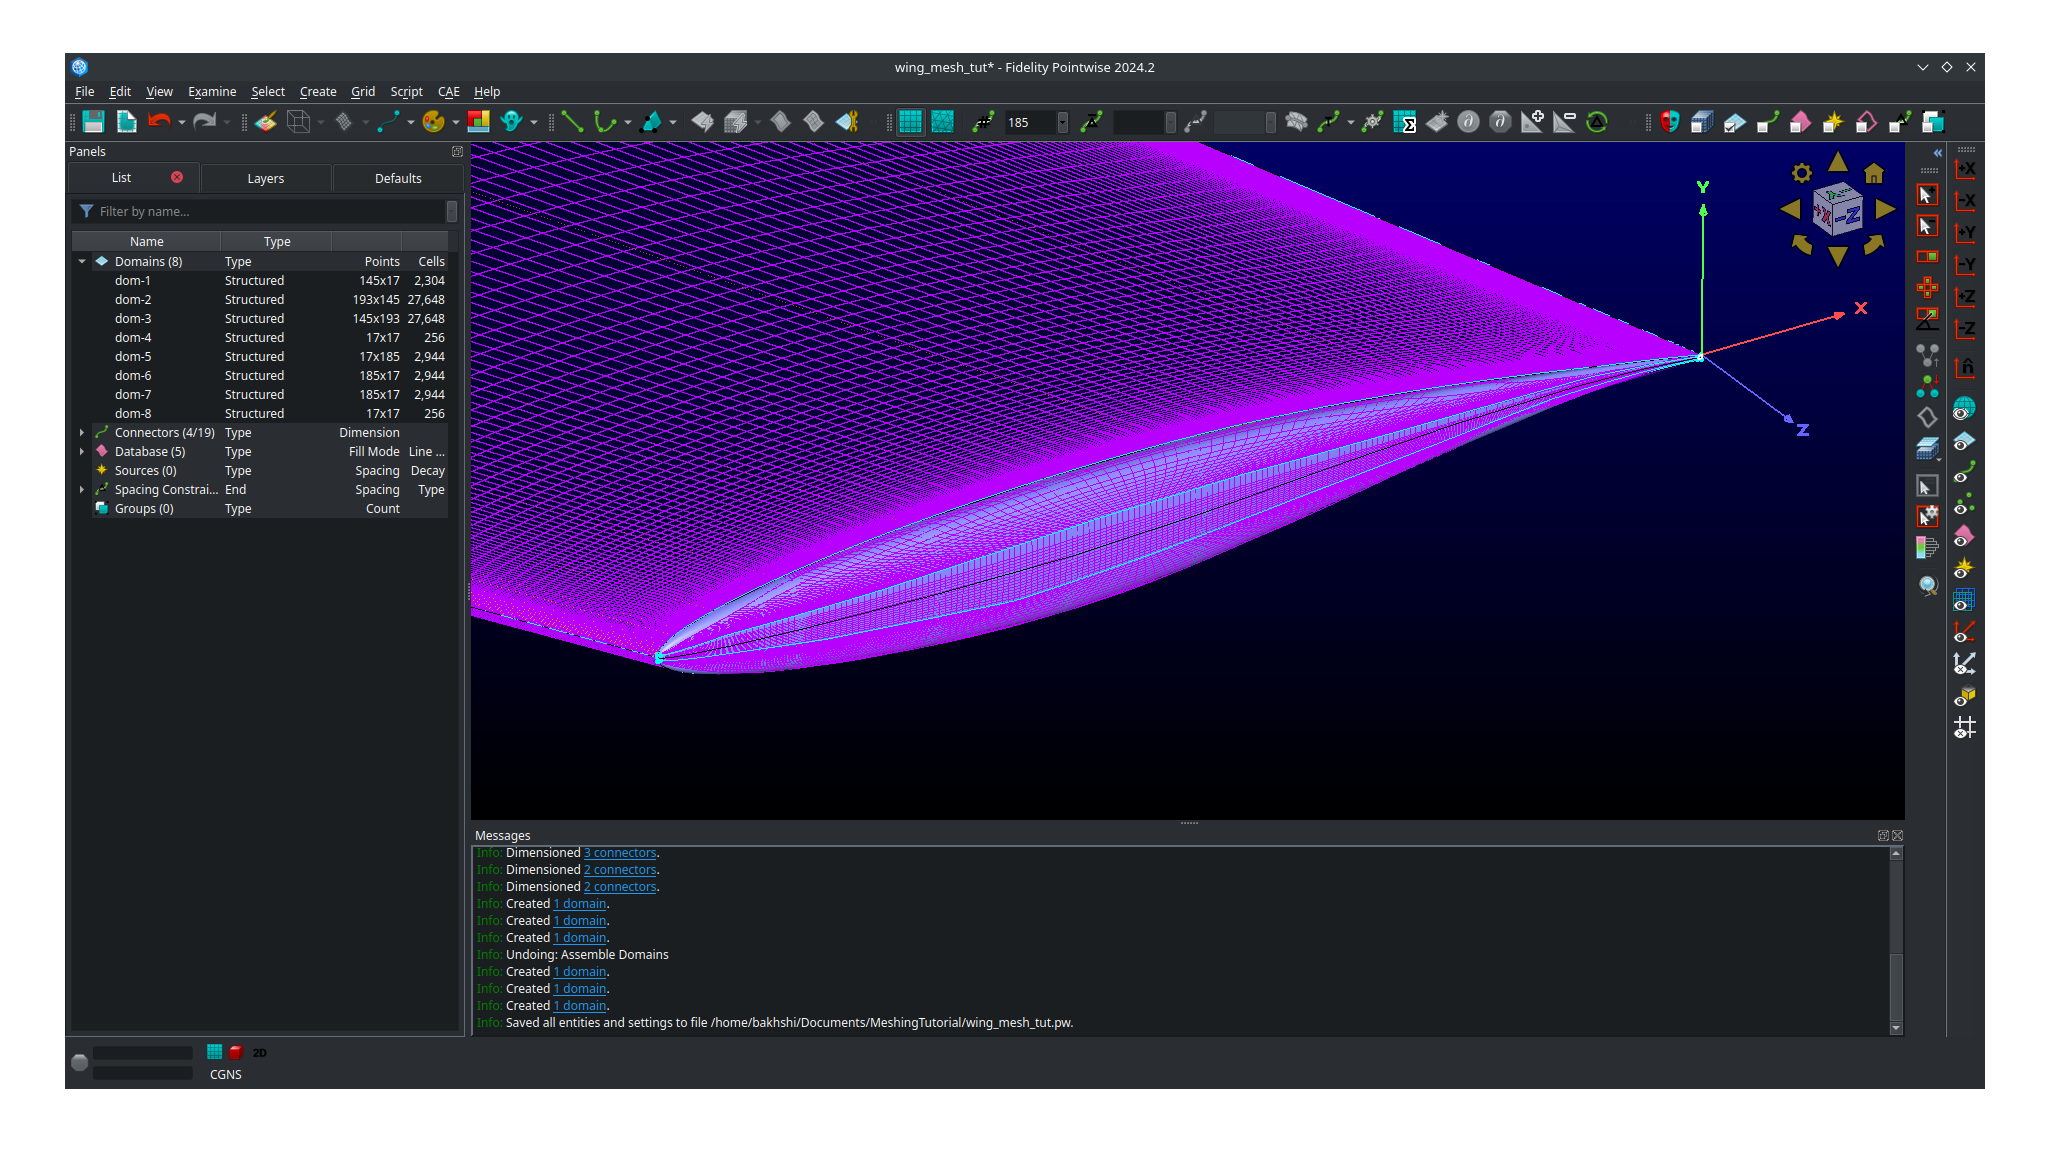 wing_mesh_tut* - Fidelity Pointwise 2024.2
File Edit View Examine Select Create Grid Script CAE Help
185
Panels
List Layers Defaults
Filter by name...
Name Type
Domains (8) Type Points Cells
dom-1 Structured 145x17 2,304
dom-2 Structured 193x145 27,648
dom-3 Structured 145x193 27,648
dom-4 Structured 17x17 256
dom-5 Structured 17x185 2,944
dom-6 Structured 185x17 2,944
dom-7 Structured 185x17 2,944
dom-8 Structured 17x17 256
Connectors (4/19) Type Dimension
Database (5) Type Fill Mode Line ...
Sources (0) Type Spacing Decay
Spacing Constrai... End Spacing Type
Groups (0) Type Count
Y
X
Z
+X -Z
+X
-X
+Y
-Y
+Z
-Z
n̂
Messages
Info: Dimensioned 3 connectors.
Info: Dimensioned 2 connectors.
Info: Dimensioned 2 connectors.
Info: Created 1 domain.
Info: Created 1 domain.
Info: Created 1 domain.
Info: Undoing: Assemble Domains
Info: Created 1 domain.
Info: Created 1 domain.
Info: Created 1 domain.
Info: Saved all entities and settings to file /home/bakhshi/Documents/MeshingTutorial/wing_mesh_tut.pw.
2D
CGNS